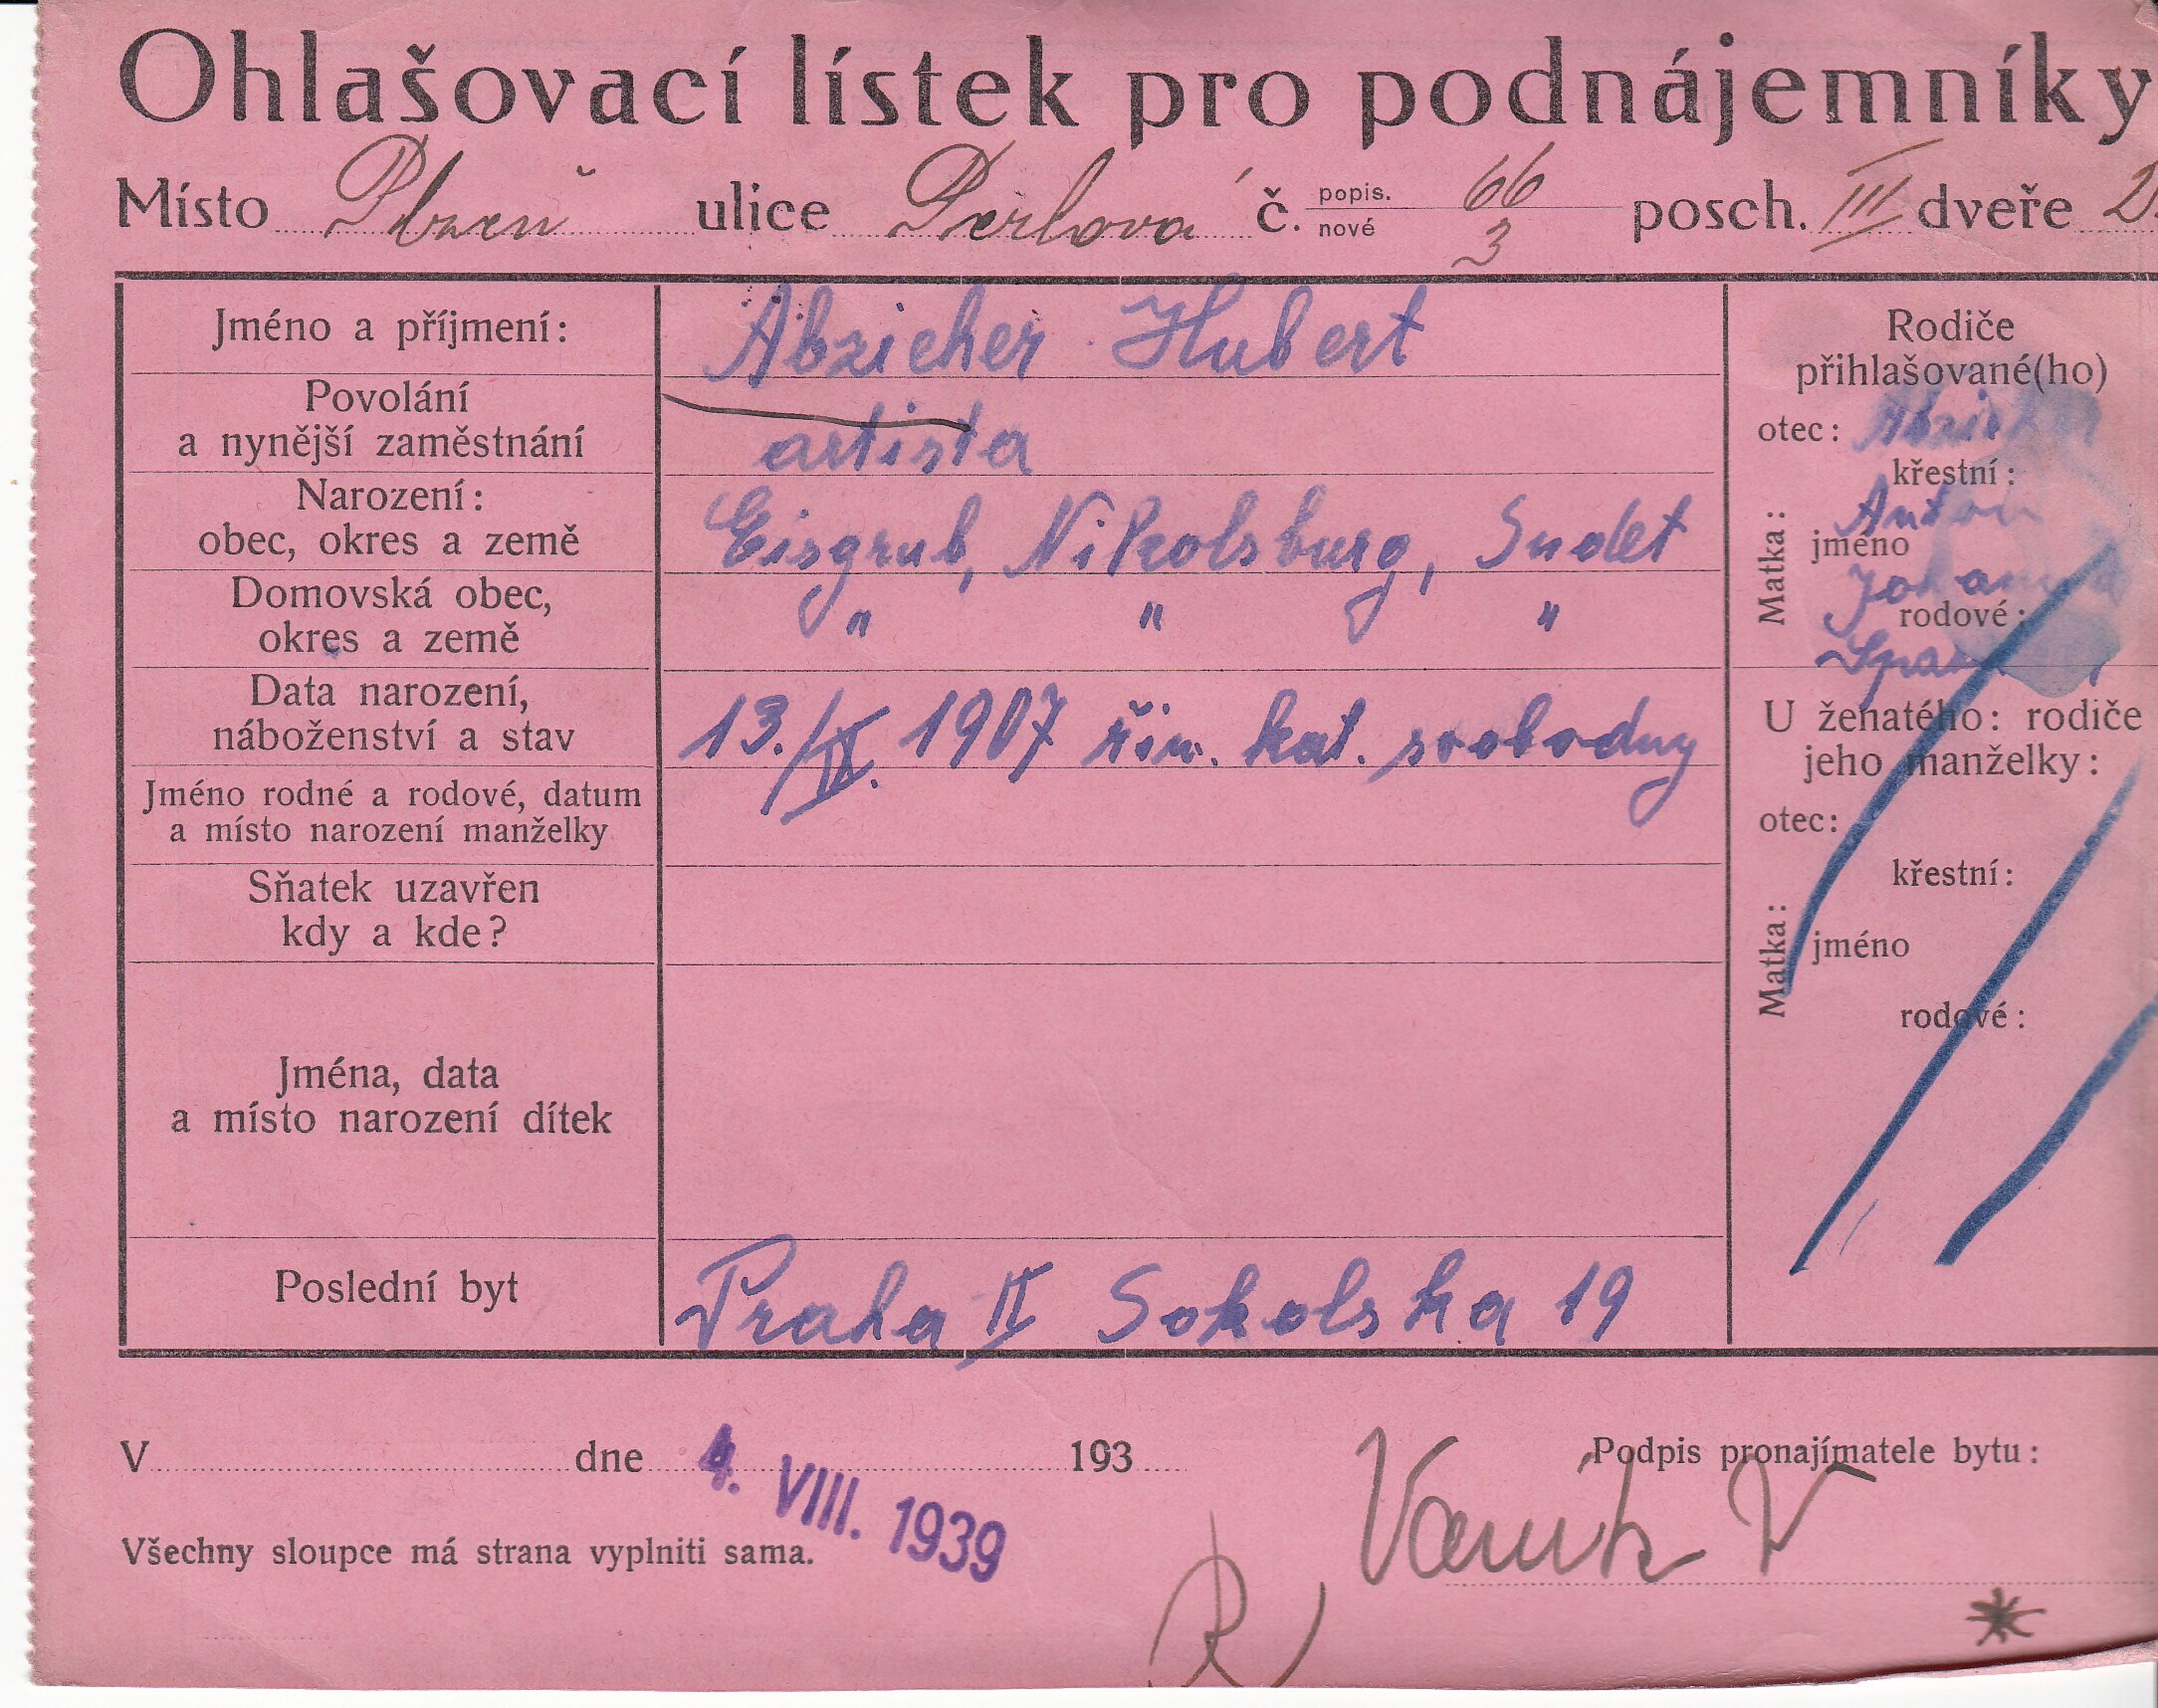 Ohlašovací lístek pro podnájemníky
Místo Plzeň ulice Perlová č. popis. 66 nové 3 posch. III dveře
Jméno a příjmení: Abzieher Hubert
Povolání
a nynější zaměstnání artista
Narození:
obec, okres a země Eisgrub, Nikolsburg, Sudet
Domovská obec,
okres a země " " "
Data narození,
náboženství a stav 13./IV. 1907 řím. kat. svobodny
Jméno rodné a rodové, datum
a místo narození manželky
Sňatek uzavřen
kdy a kde?
Jména, data
a místo narození dítek
Poslední byt Praha II Sokolska 19
Rodiče
přihlašované(ho)
otec: Abzieher
křestní:
Anton
Matka:
jméno
Johanna
rodové:
U ženatého: rodiče
jeho manželky:
otec:
křestní:
Matka:
jméno
rodové:
V dne 4. VIII. 1939 193
Podpis pronajímatele bytu:
Všechny sloupce má strana vyplniti sama.